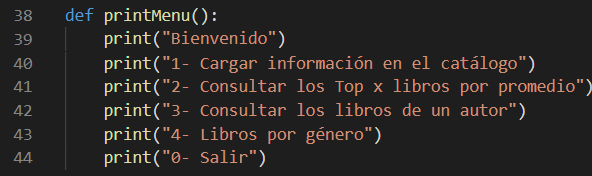 38 def printMenu():
39 print("Bienvenido")
40 print("1- Cargar información en el catálogo")
41 print("2- Consultar los Top x libros por promedio")
42 print("3- Consultar los libros de un autor")
43 print("4- Libros por género")
44 print("0- Salir")